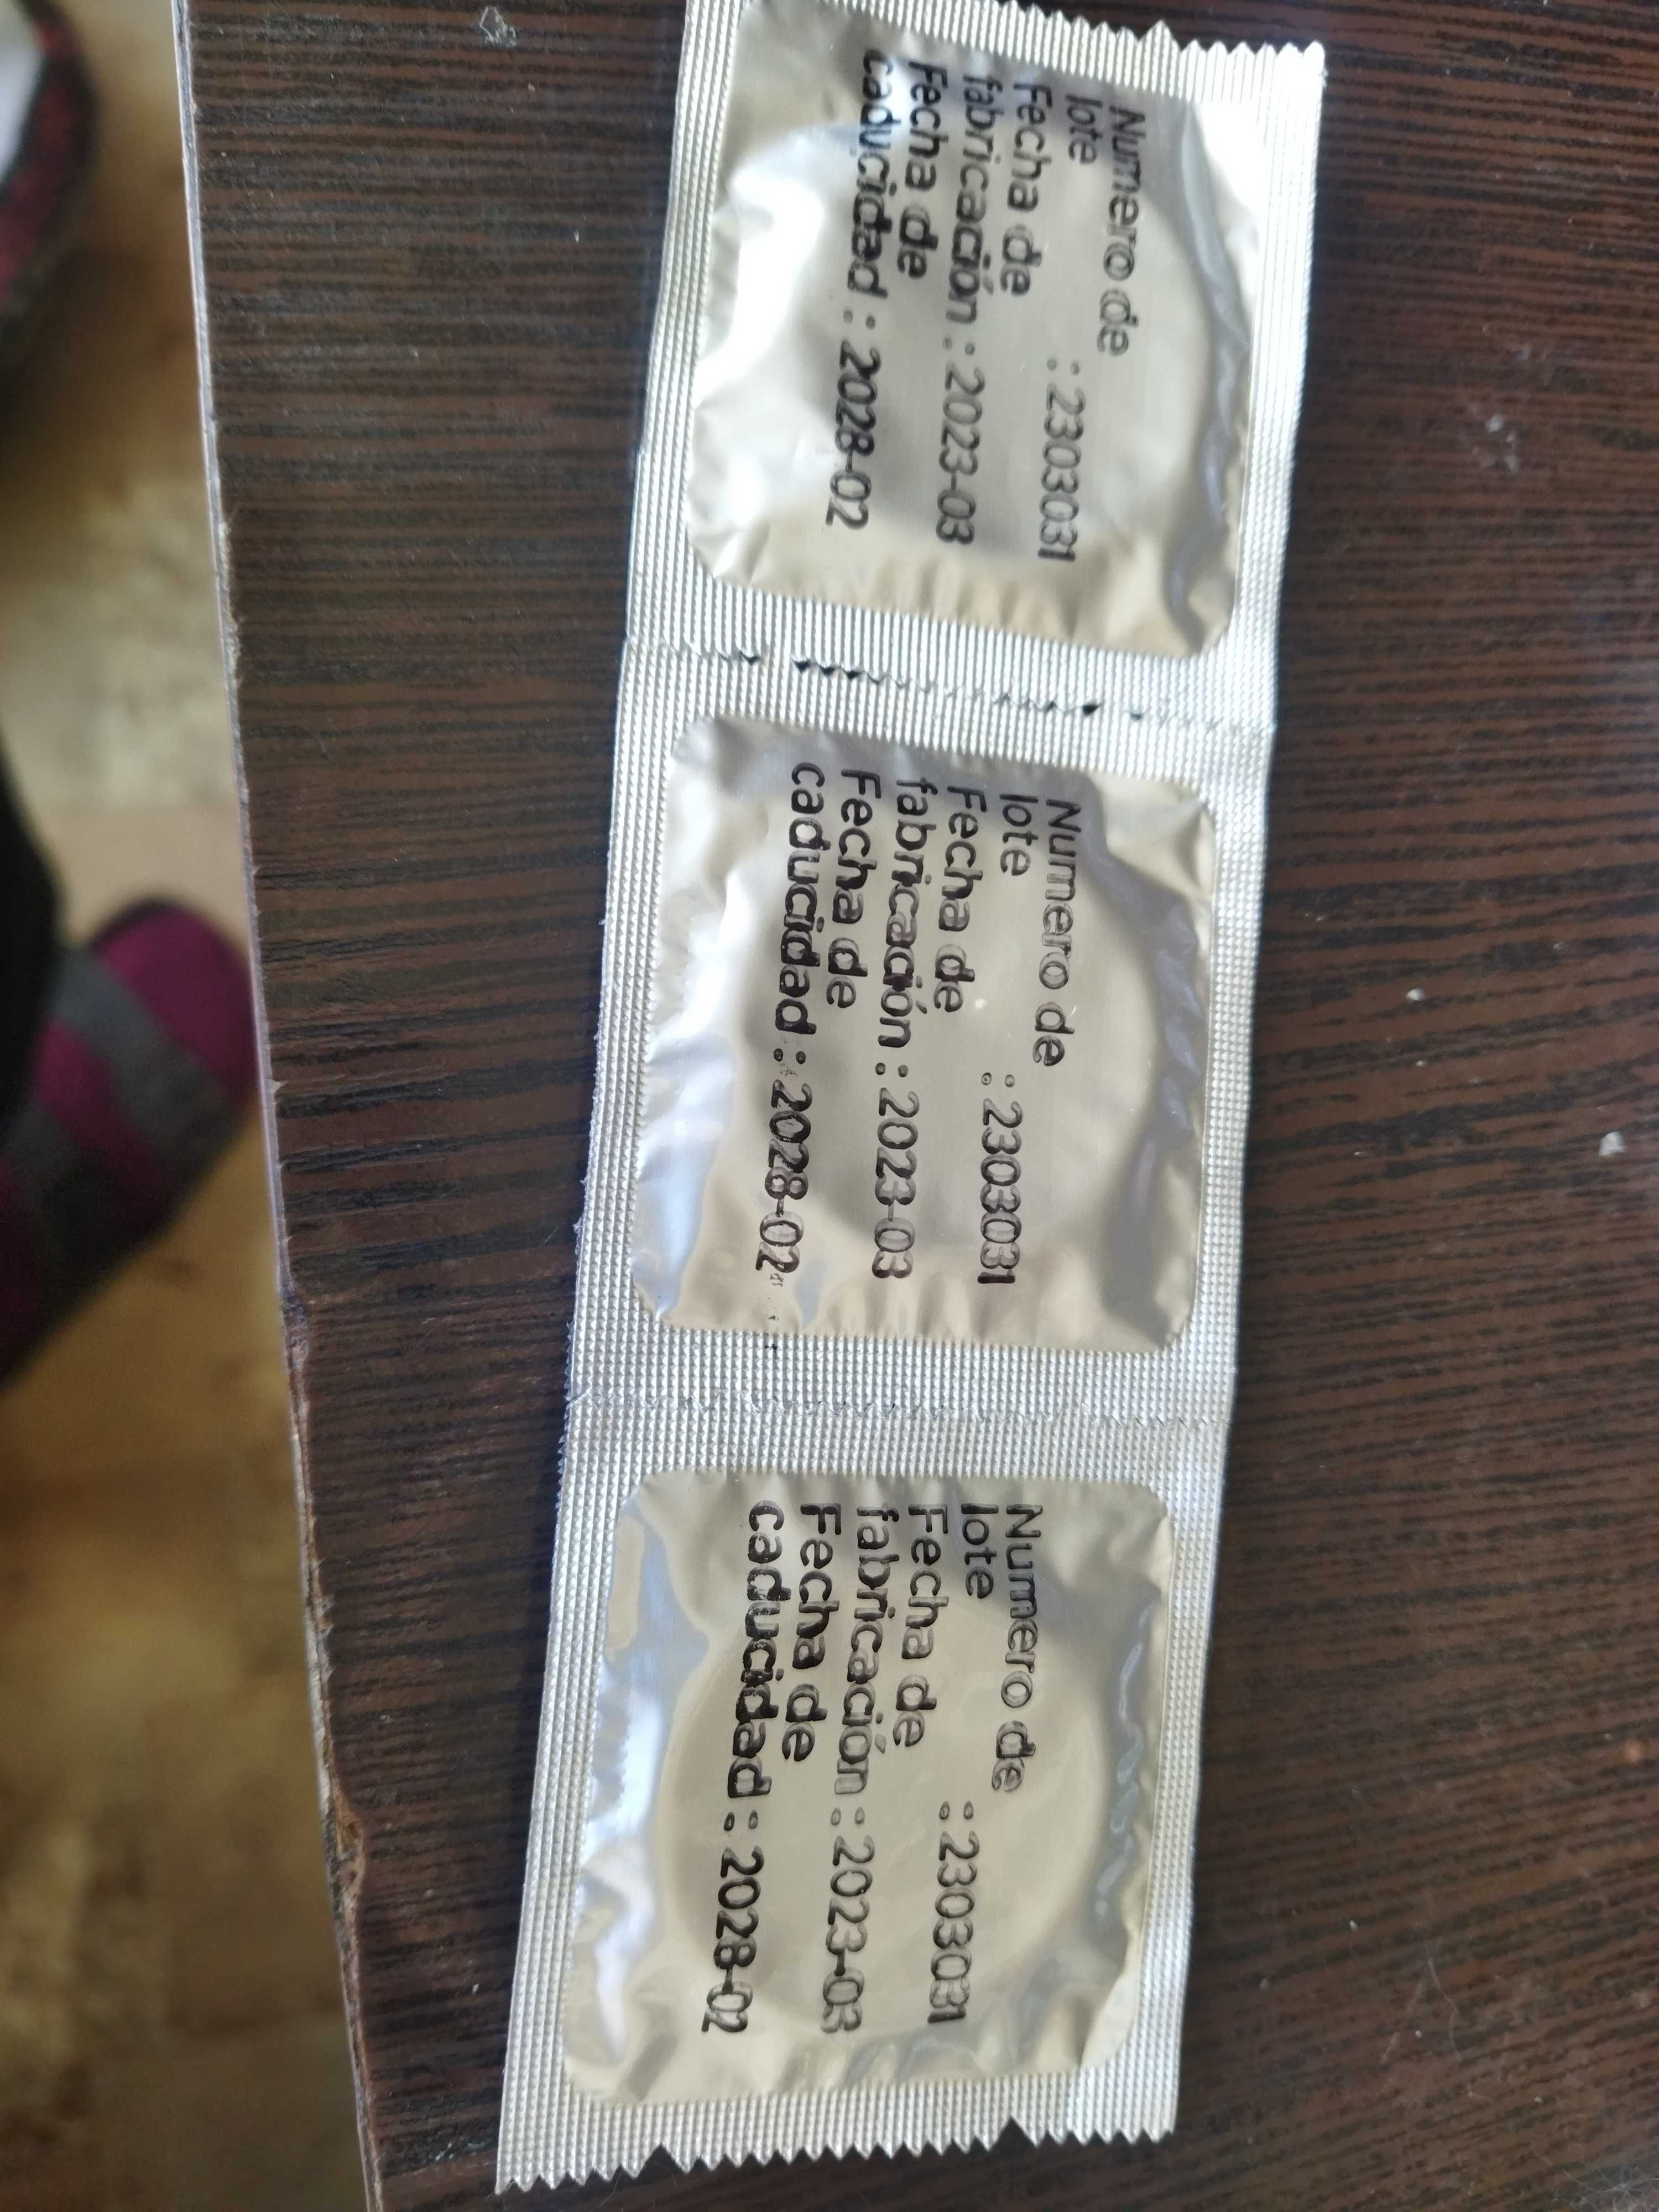 Numero de
lote : 2303031
Fecha de
fabricación : 2023-03
Fecha de
caducidad : 2028-02
Numero de
lote : 2303031
Fecha de
fabricación : 2023-03
Fecha de
caducidad : 2028-02
Numero de
lote : 2303031
Fecha de
fabricación : 2023-03
Fecha de
caducidad : 2028-02